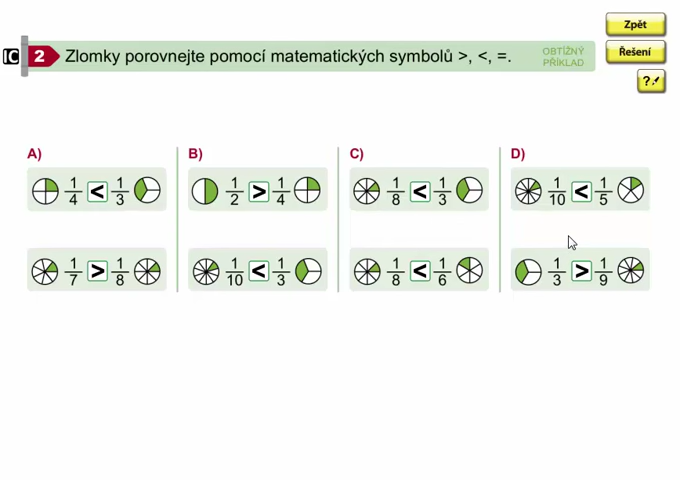 Zpět
Řešení
?
2 Zlomky porovnejte pomocí matematických symbolů >, <, =.
OBTÍŽNÝ
PŘÍKLAD
A) B) C) D)
1/4 < 1/3 1/2 > 1/4 1/8 < 1/3 1/10 < 1/5
1/7 > 1/8 1/10 < 1/3 1/8 < 1/6 1/3 > 1/9